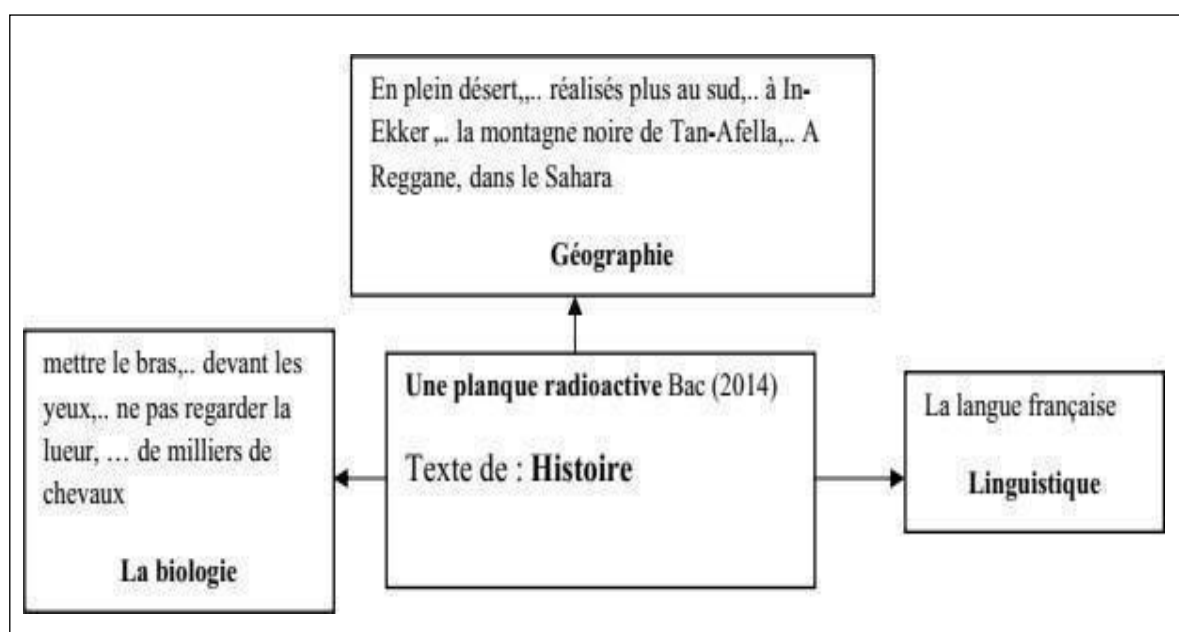 En plein désert,,.. réalisés plus au sud,.. à In-
Ekker ,.. la montagne noire de Tan-Afella,.. A
Reggane, dans le Sahara
Géographie
mettre le bras,.. devant les
yeux,.. ne pas regarder la
lueur, … de milliers de
chevaux
La biologie
Une planque radioactive Bac (2014)
Texte de : Histoire
La langue française
Linguistique